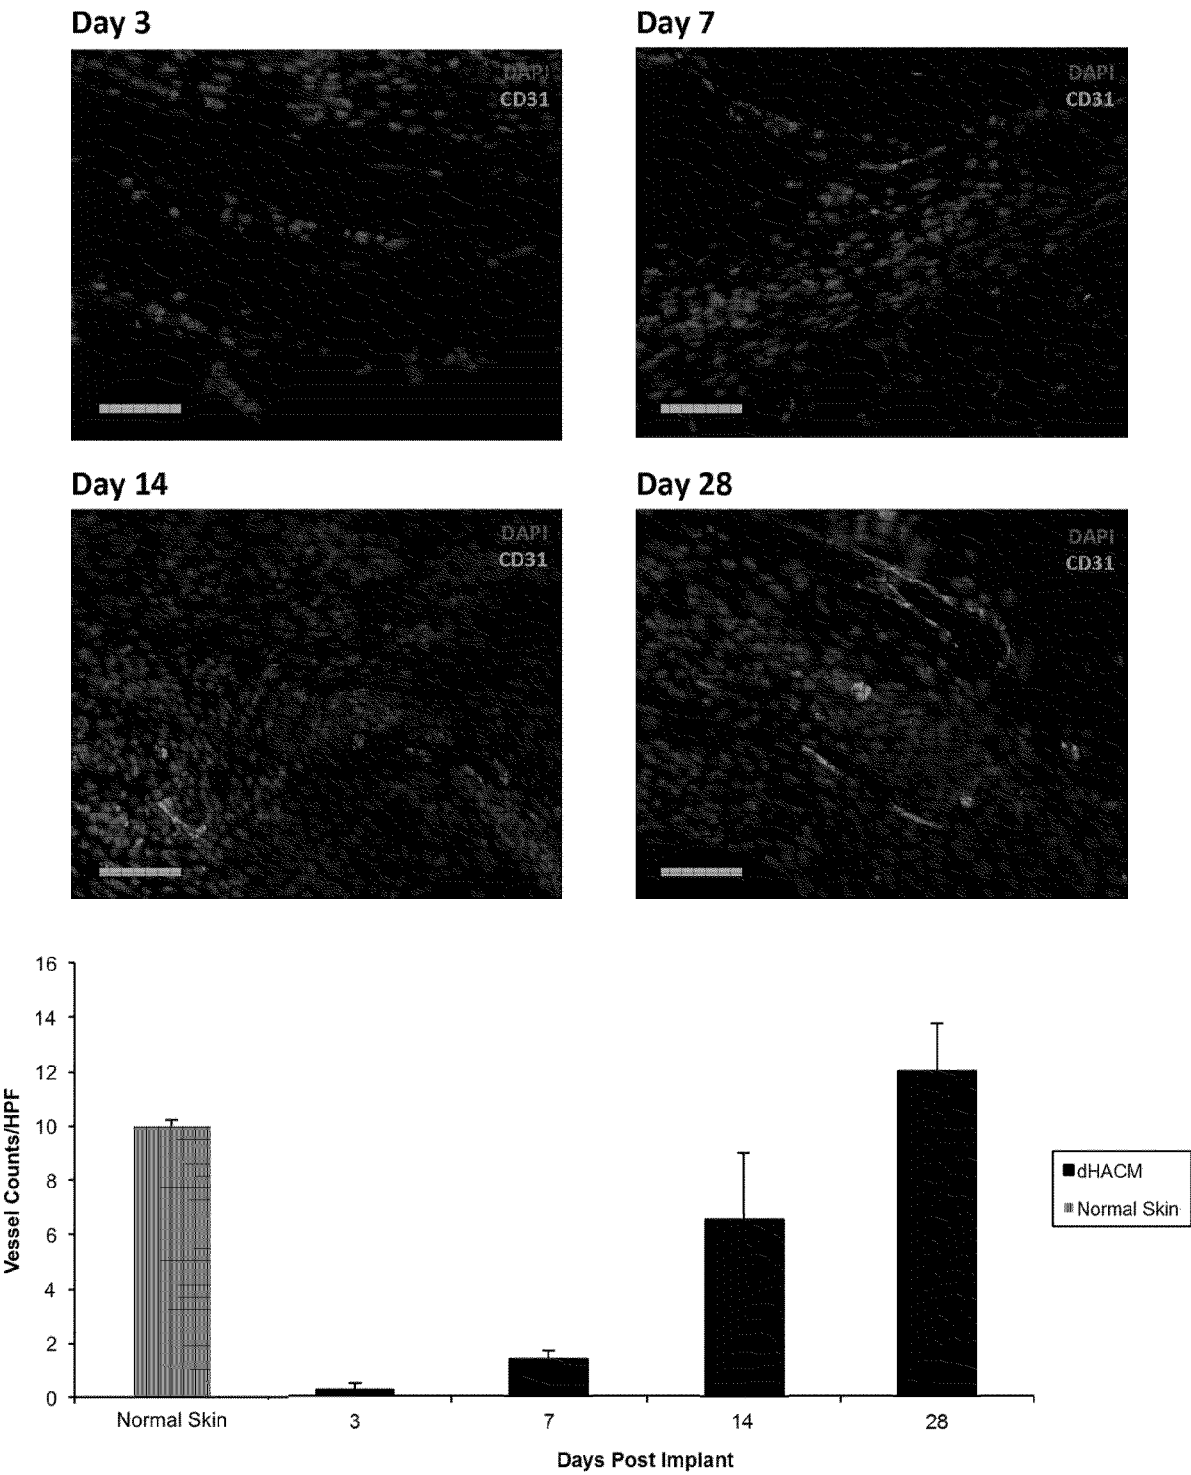 Day 3
Day 7
DAPI
CD31
DAPI
CD31
Day 14
Day 28
DAPI
CD31
DAPI
CD31
16
14
12
10
8
6
4
2
0
Vessel Counts/HPF
Normal Skin
3
7
14
28
Days Post Implant
dHACM
Normal Skin